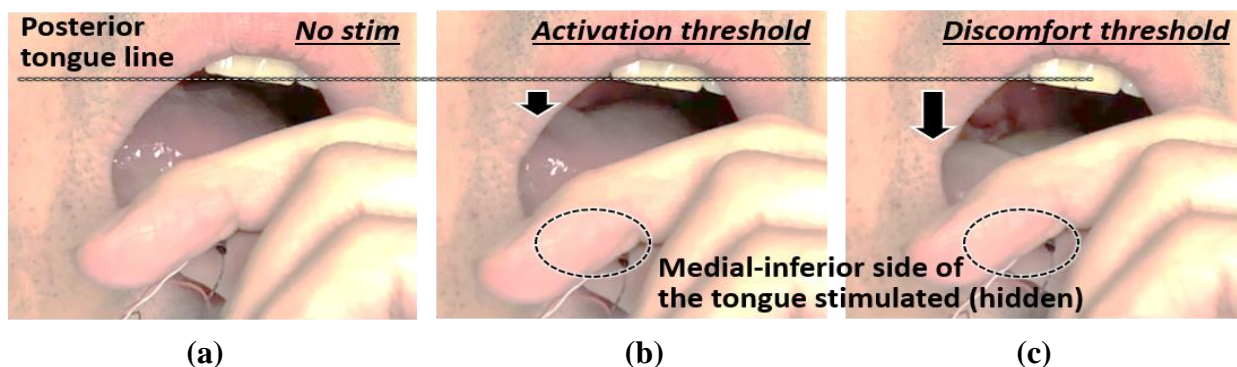 Posterior
tongue line
No stim
Activation threshold
Discomfort threshold
Medial-inferior side of
the tongue stimulated (hidden)
(a)
(b)
(c)